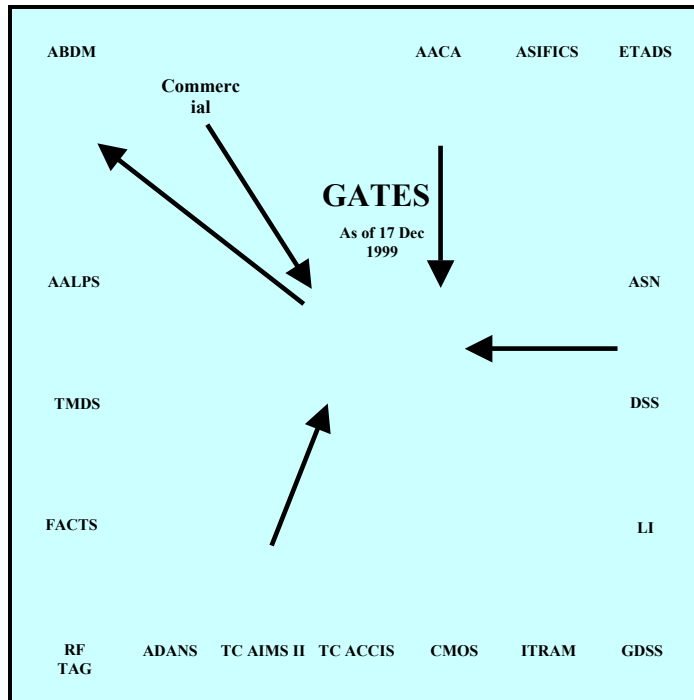 ABDM
AACA
ASIFICS
ETADS
Commerc
ial
GATES
As of 17 Dec
1999
AALPS
ASN
TMDS
DSS
FACTS
LI
RF
TAG
ADANS
TC AIMS II
TC ACCIS
CMOS
ITRAM
GDSS